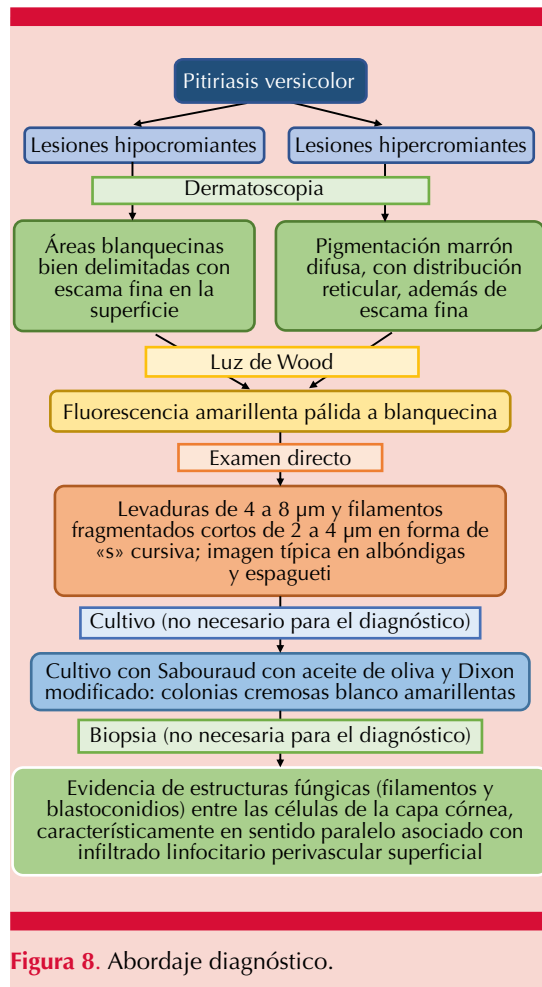 Pitiriasis versicolor
Lesiones hipocromiantes
Lesiones hipercromiantes
Dermatoscopia
Áreas blanquecinas
bien delimitadas con
escama fina en la
superficie
Pigmentación marrón
difusa, con distribución
reticular, además de
escama fina
Luz de Wood
Fluorescencia amarillenta pálida a blanquecina
Examen directo
Levaduras de 4 a 8 µm y filamentos
fragmentados cortos de 2 a 4 µm en forma de
«s» cursiva; imagen típica en albóndigas
y espagueti
Cultivo (no necesario para el diagnóstico)
Cultivo con Sabouraud con aceite de oliva y Dixon
modificado: colonias cremosas blanco amarillentas
Biopsia (no necesaria para el diagnóstico)
Evidencia de estructuras fúngicas (filamentos y
blastoconidios) entre las células de la capa córnea,
característicamente en sentido paralelo asociado con
infiltrado linfocitario perivascular superficial
Figura 8. Abordaje diagnóstico.